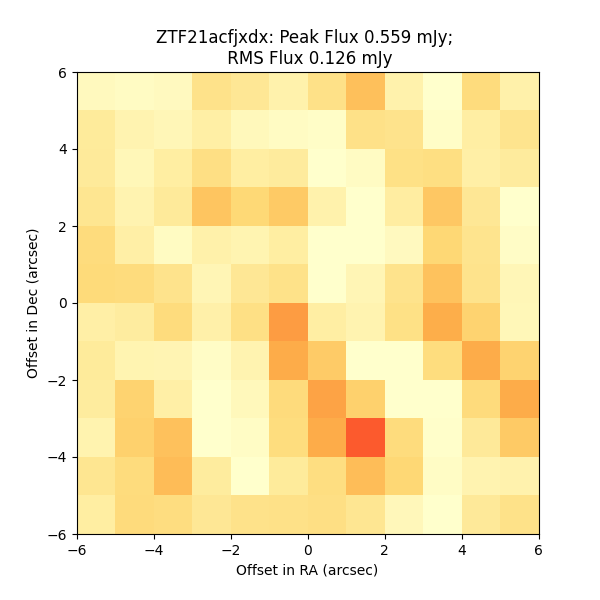 ZTF21acfjxdx: Peak Flux 0.559 mJy;
RMS Flux 0.126 mJy
6
4
2
0
−2
−4
−6
Offset in Dec (arcsec)
−6 −4 −2 0 2 4 6
Offset in RA (arcsec)